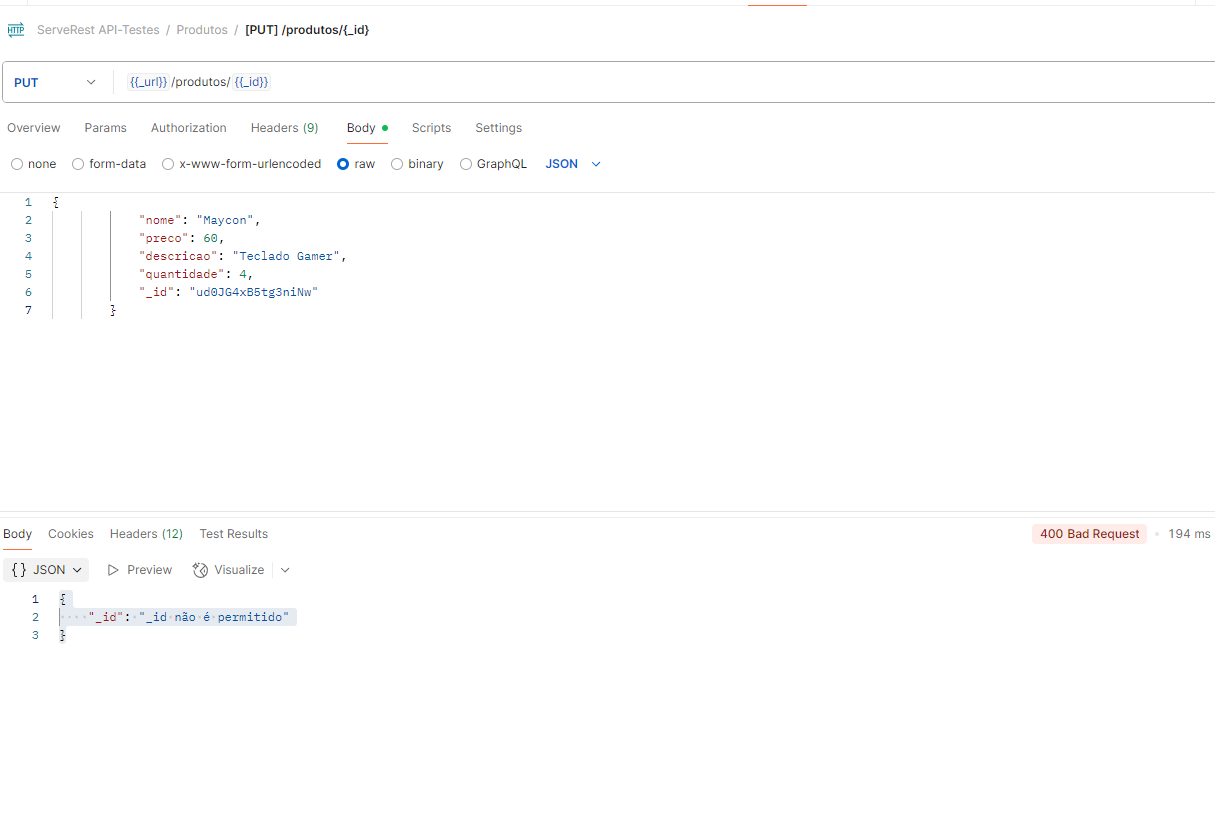 HTTP ServeRest API-Testes / Produtos / [PUT] /produtos/{_id}
PUT {{_url}} /produtos/ {{_id}}
Overview Params Authorization Headers (9) Body Scripts Settings
none form-data x-www-form-urlencoded raw binary GraphQL JSON
1 {
2 "nome": "Maycon",
3 "preco": 60,
4 "descricao": "Teclado Gamer",
5 "quantidade": 4,
6 "_id": "ud0JG4xB5tg3niNw"
7 }
Body Cookies Headers (12) Test Results 400 Bad Request • 194 ms
{} JSON Preview Visualize
1 {
2 ····"_id":·"_id·não·é·permitido"
3 }